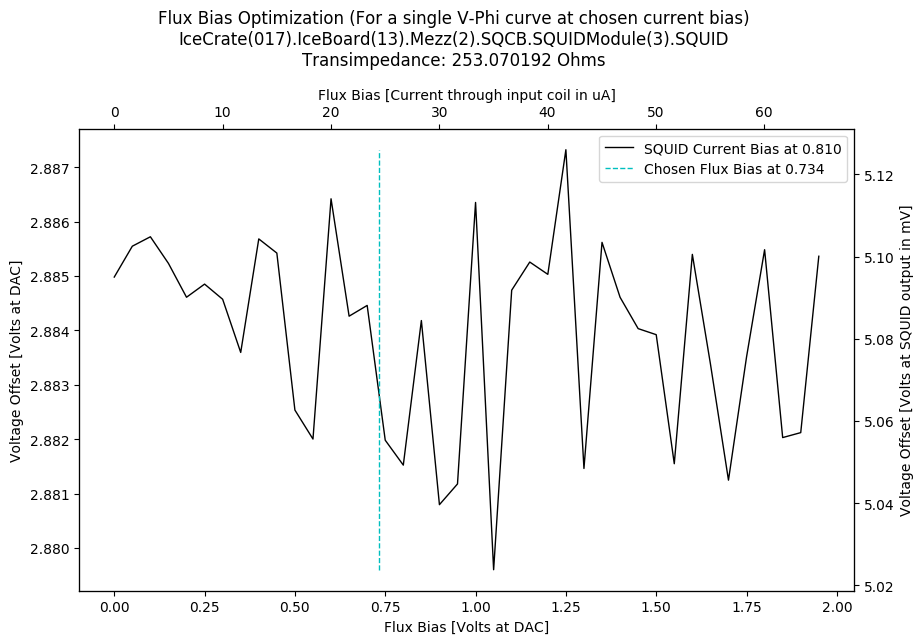 Flux Bias Optimization (For a single V-Phi curve at chosen current bias)
IceCrate(017).IceBoard(13).Mezz(2).SQCB.SQUIDModule(3).SQUID
Transimpedance: 253.070192 Ohms
Flux Bias [Current through input coil in uA]
0 10 20 30 40 50 60
SQUID Current Bias at 0.810
Chosen Flux Bias at 0.734
Voltage Offset [Volts at DAC]
2.887
2.886
2.885
2.884
2.883
2.882
2.881
2.880
5.12
5.10
5.08
5.06
5.04
5.02
Voltage Offset [Volts at SQUID output in mV]
0.00 0.25 0.50 0.75 1.00 1.25 1.50 1.75 2.00
Flux Bias [Volts at DAC]